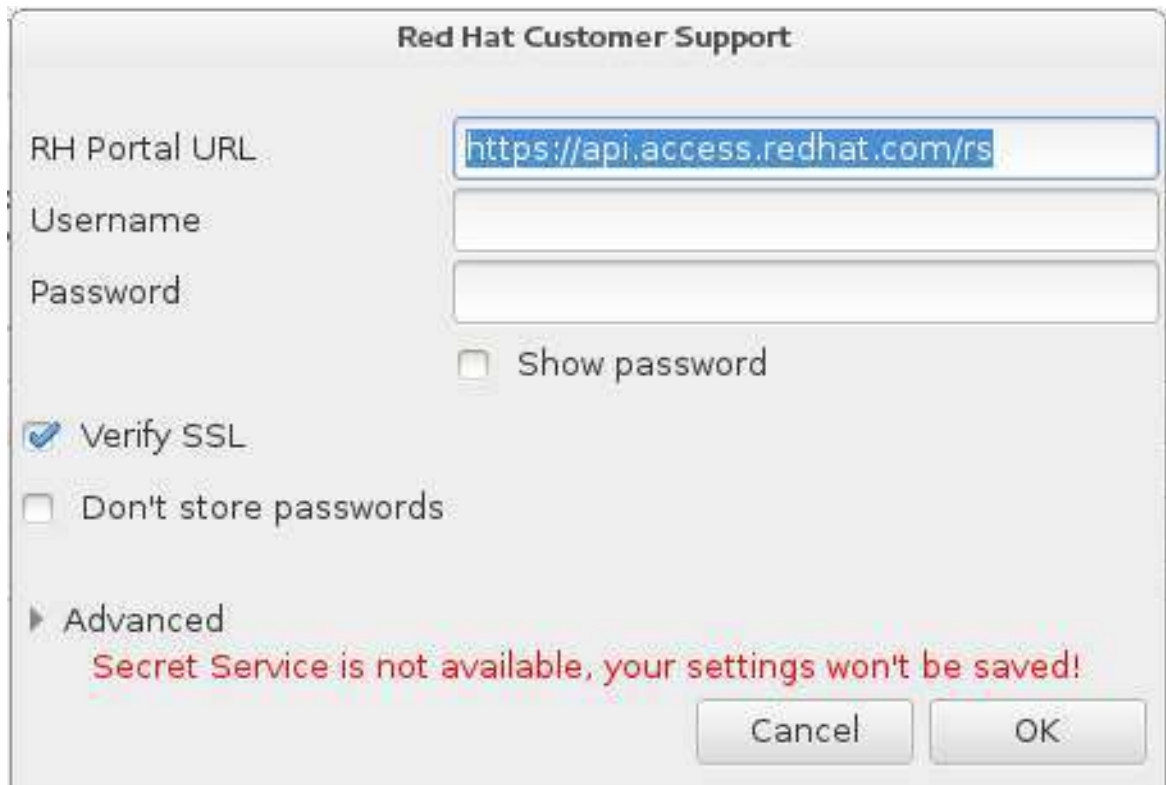 Red Hat Customer Support
RH Portal URL https://api.access.redhat.com/rs
Username
Password
Show password
Verify SSL
Don't store passwords
Advanced
Secret Service is not available, your settings won't be saved!
Cancel OK